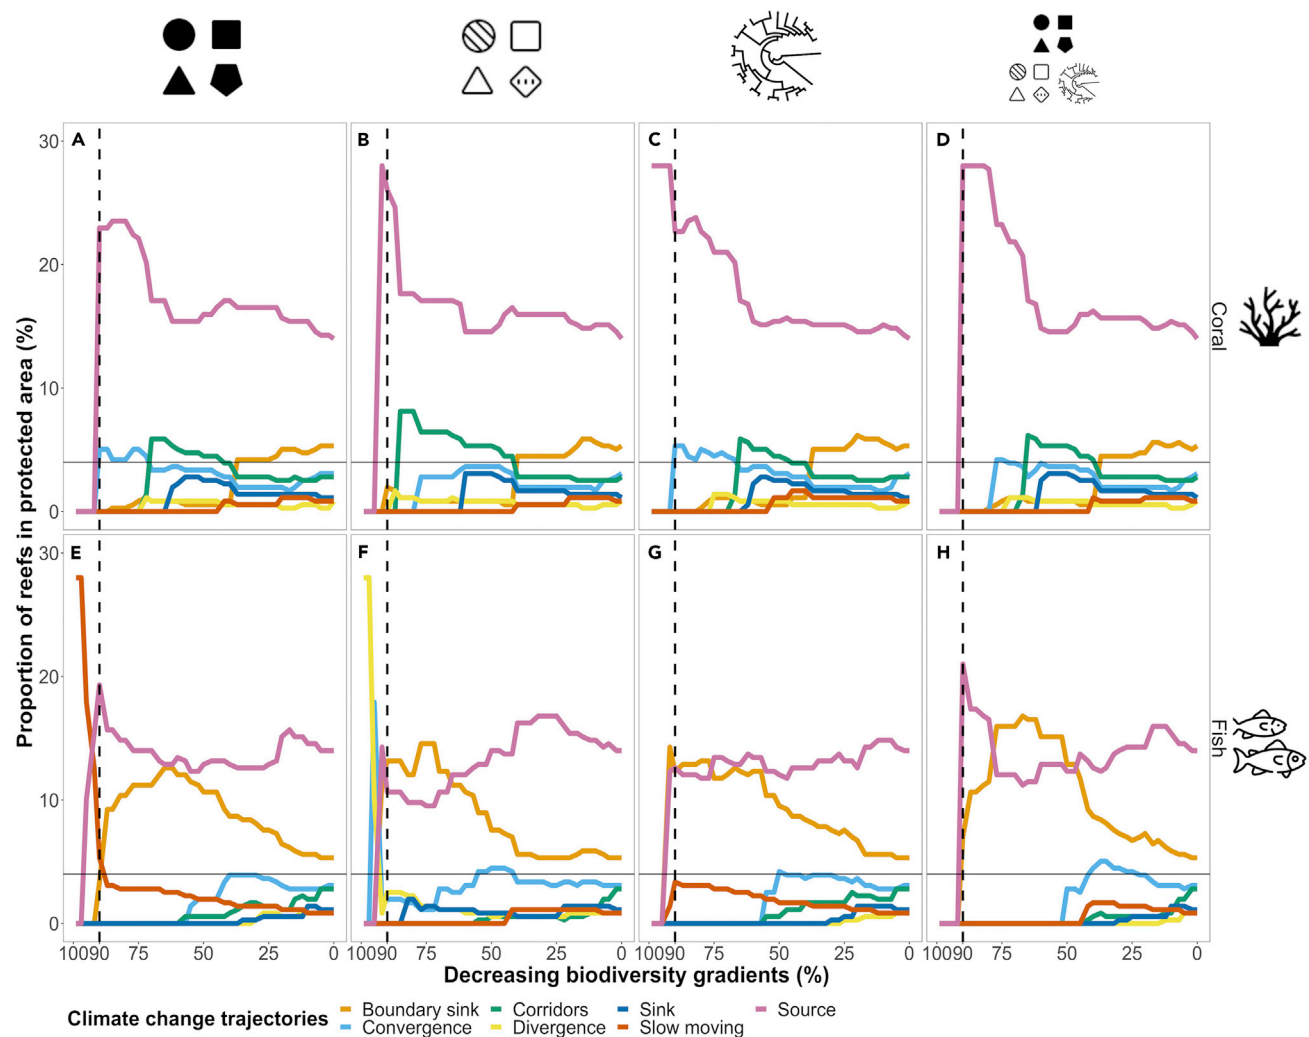 A
B
C
D
30
20
10
0
Coral
E
F
G
H
30
20
10
0
Fish
Proportion of reefs in protected area (%)
100 90 75 50 25 0
100 90 75 50 25 0
100 90 75 50 25 0
100 90 75 50 25 0
Decreasing biodiversity gradients (%)
Climate change trajectories
Boundary sink Corridors Sink Source
Convergence Divergence Slow moving